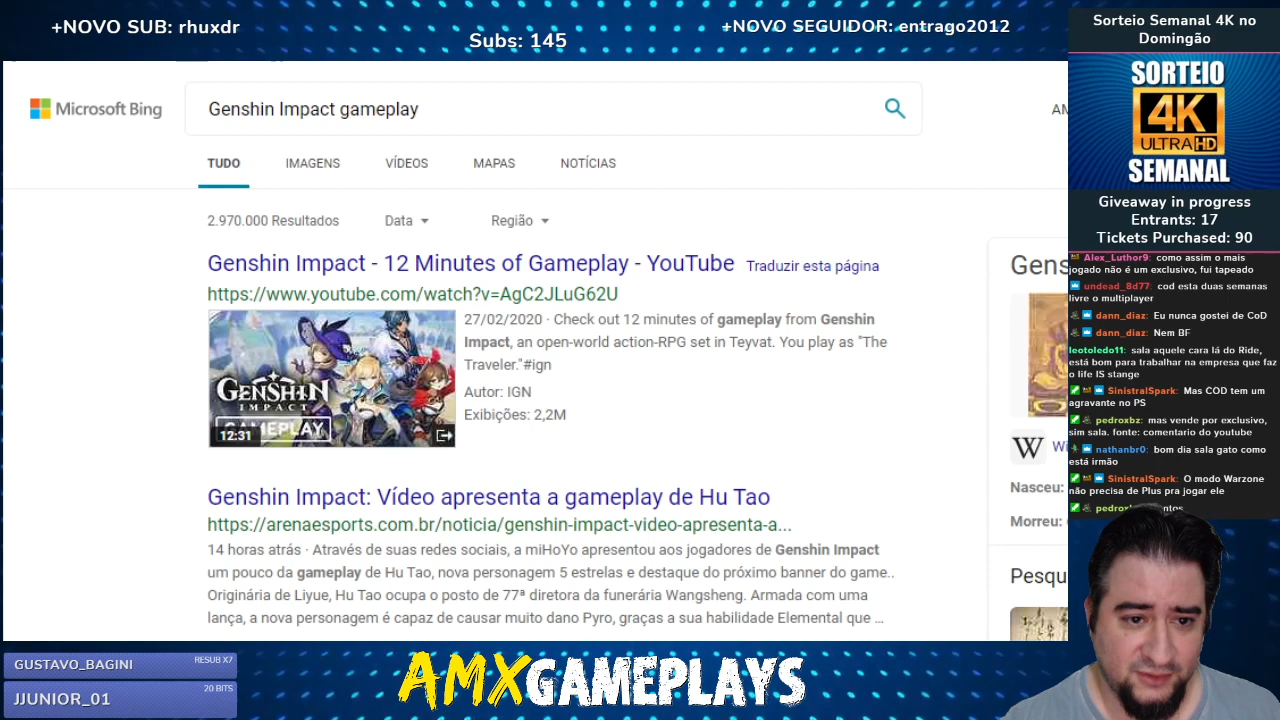 +NOVO SUB: rhuxdr
Subs: 145
+NOVO SEGUIDOR: entrago2012
Sorteio Semanal 4K no
Domingão
SORTEIO
4K
ULTRA HD
SEMANAL
Giveaway in progress
Entrants: 17
Tickets Purchased: 90
Microsoft Bing
Genshin Impact gameplay
TUDO
IMAGENS
VÍDEOS
MAPAS
NOTÍCIAS
2.970.000 Resultados
Data
Região
Genshin Impact - 12 Minutes of Gameplay - YouTube
Traduzir esta página
https://www.youtube.com/watch?v=AgC2JLuG62U
GENSHIN
IMPACT
GAMEPLAY
12:31
27/02/2020 · Check out 12 minutes of gameplay from Genshin
Impact, an open-world action-RPG set in Teyvat. You play as "The
Traveler."#ign
Autor: IGN
Exibições: 2,2M
Genshin Impact: Vídeo apresenta a gameplay de Hu Tao
https://arenaesports.com.br/noticia/genshin-impact-video-apresenta-a...
14 horas atrás · Através de suas redes sociais, a miHoYo apresentou aos jogadores de Genshin Impact
um pouco da gameplay de Hu Tao, nova personagem 5 estrelas e destaque do próximo banner do game..
Originária de Liyue, Hu Tao ocupa o posto de 77ª diretora da funerária Wangsheng. Armada com uma
lança, a nova personagem é capaz de causar muito dano Pyro, graças a sua habilidade Elemental que ...
AM
Gens
W
Wi
Nasceu:
Morreu:
Pesqu
Alex_Luthor9: como assim o mais
jogado não é um exclusivo, fui tapeado
undead_8d77: cod esta duas semanas
livre o multiplayer
dann_diaz: Eu nunca gostei de CoD
dann_diaz: Nem BF
leotoledo11: sala aquele cara lá do Ride,
está bom para trabalhar na empresa que faz
o life IS stange
SinistralSpark: Mas COD tem um
agravante no PS
pedroxbz: mas vende por exclusivo,
sim sala. fonte: comentario do youtube
nathanbr0: bom dia sala gato como
está irmão
SinistralSpark: O modo Warzone
não precisa de Plus pra jogar ele
GUSTAVO_BAGINI
RESUB X7
JJUNIOR_01
20 BITS
AMXGAMEPLAYS